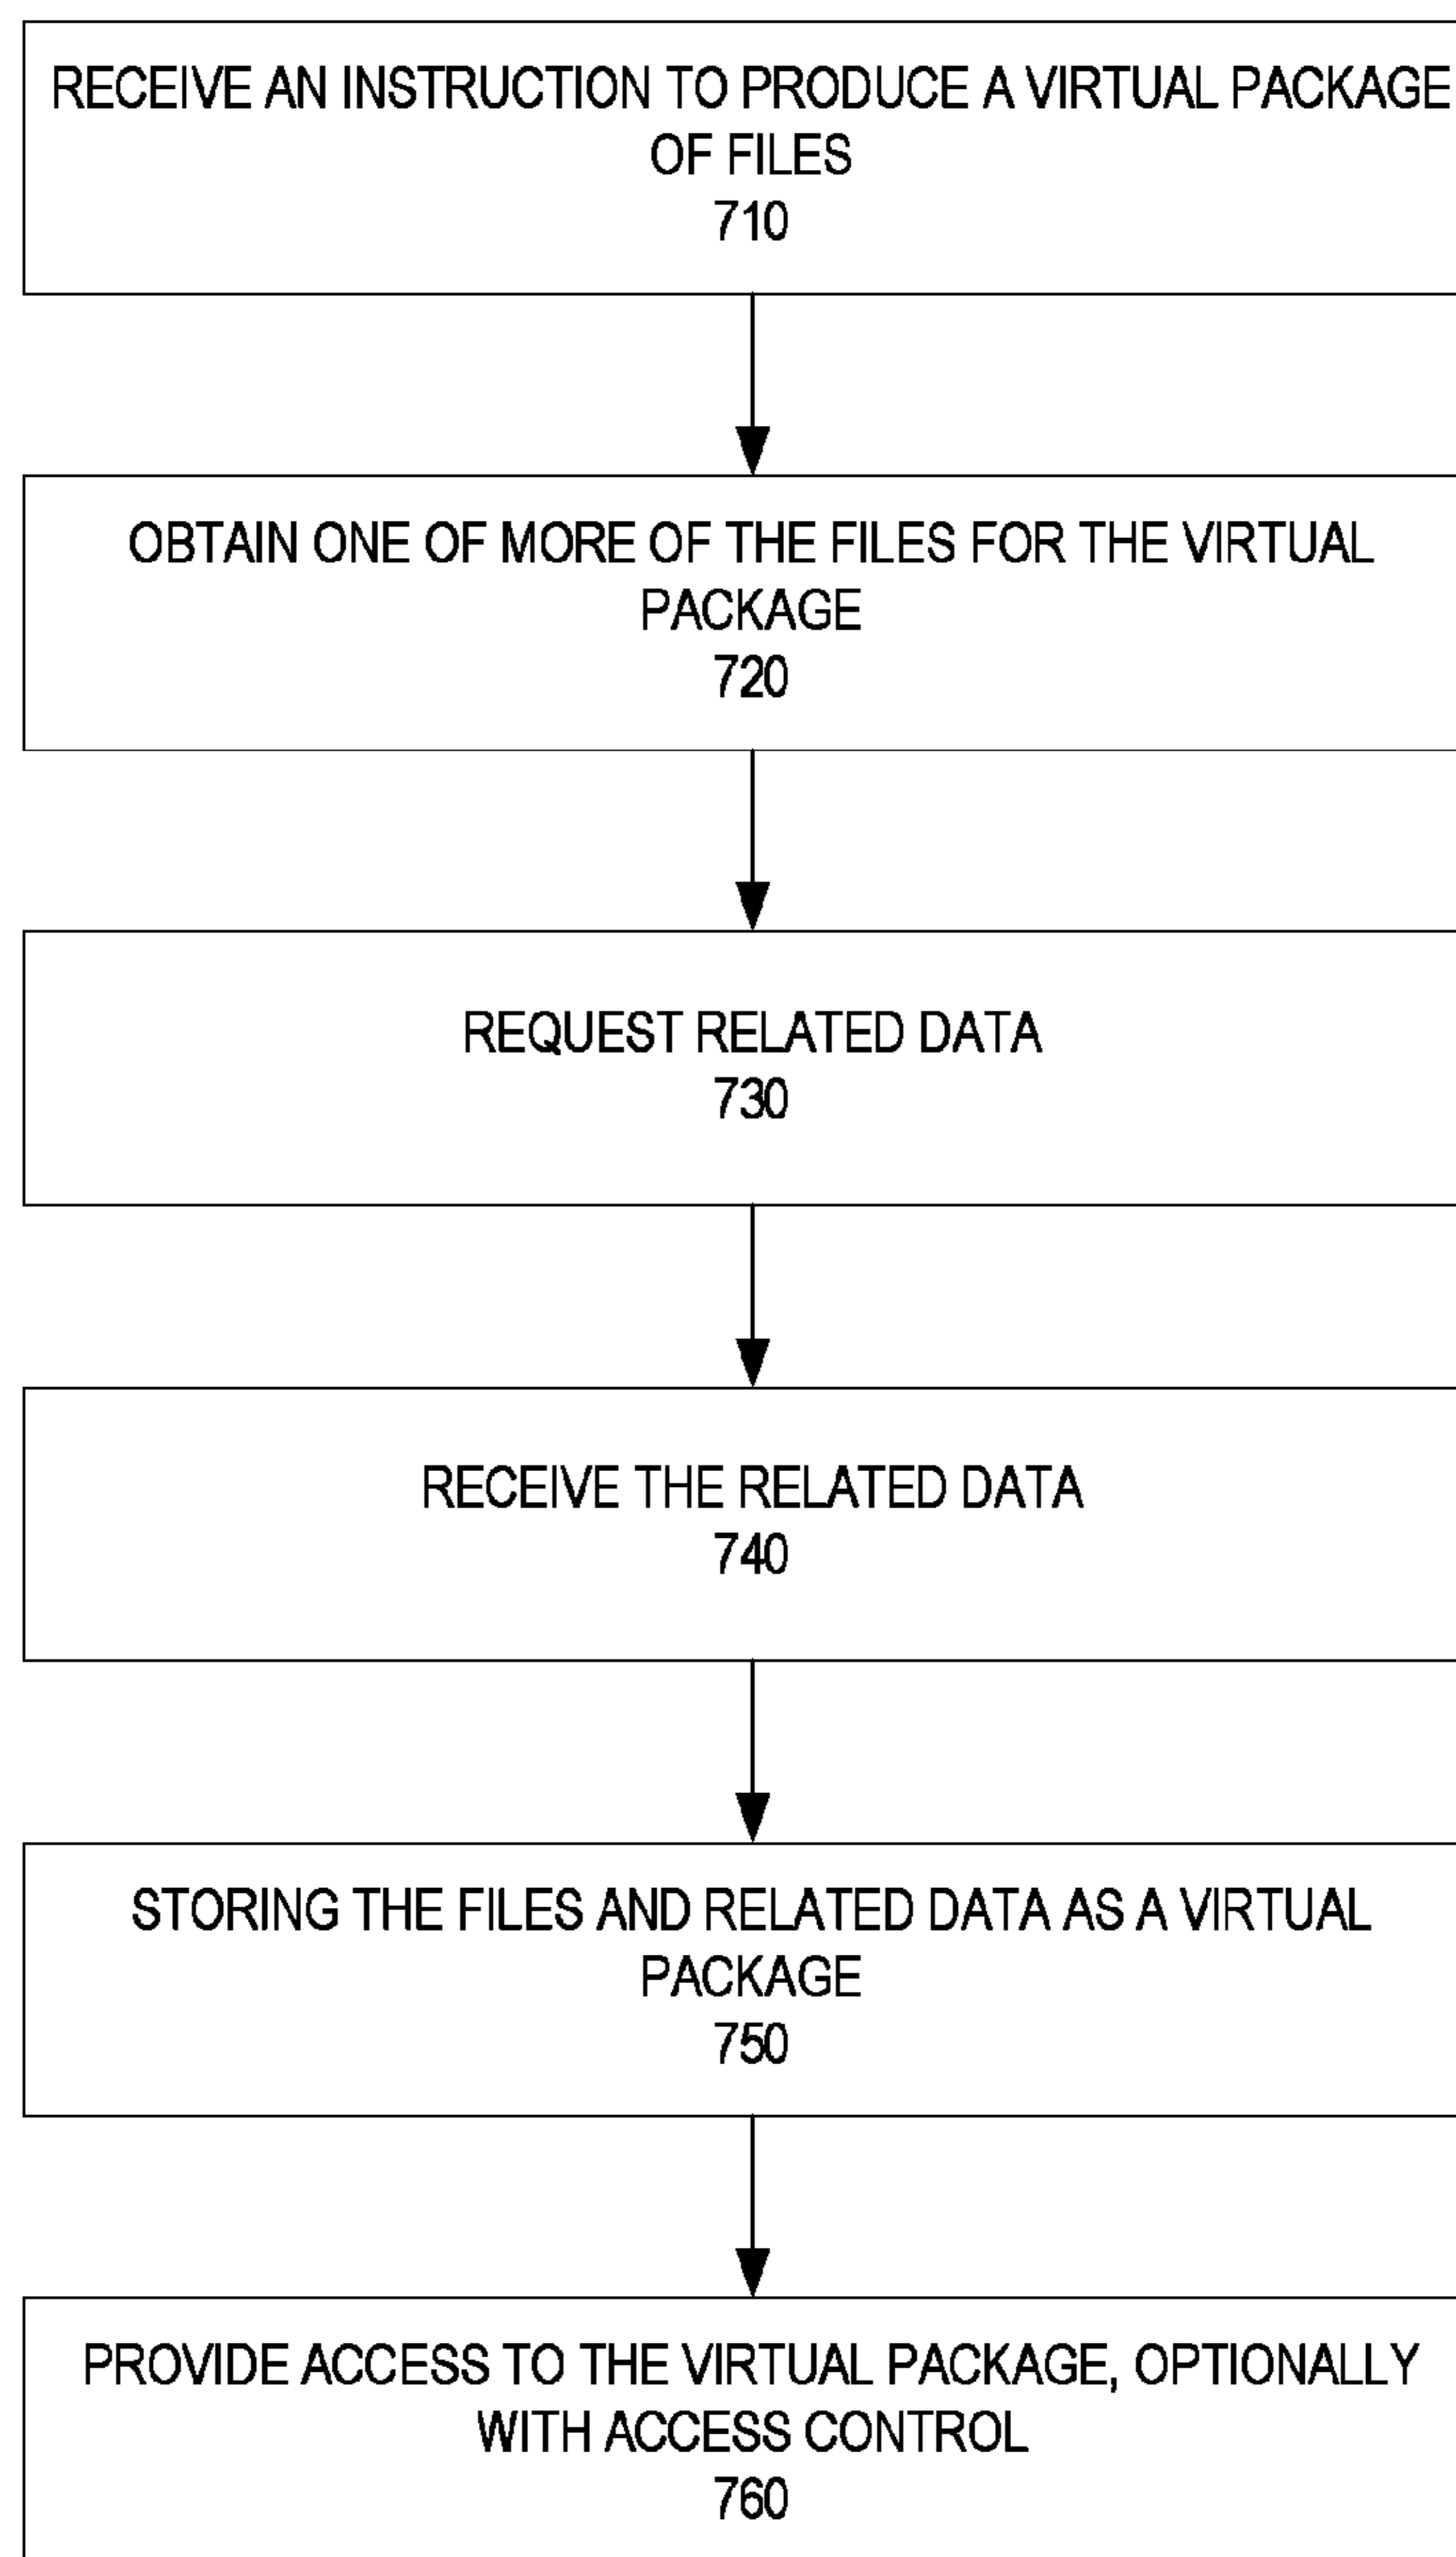 RECEIVE AN INSTRUCTION TO PRODUCE A VIRTUAL PACKAGE
OF FILES
710
OBTAIN ONE OF MORE OF THE FILES FOR THE VIRTUAL
PACKAGE
720
REQUEST RELATED DATA
730
RECEIVE THE RELATED DATA
740
STORING THE FILES AND RELATED DATA AS A VIRTUAL
PACKAGE
750
PROVIDE ACCESS TO THE VIRTUAL PACKAGE, OPTIONALLY
WITH ACCESS CONTROL
760